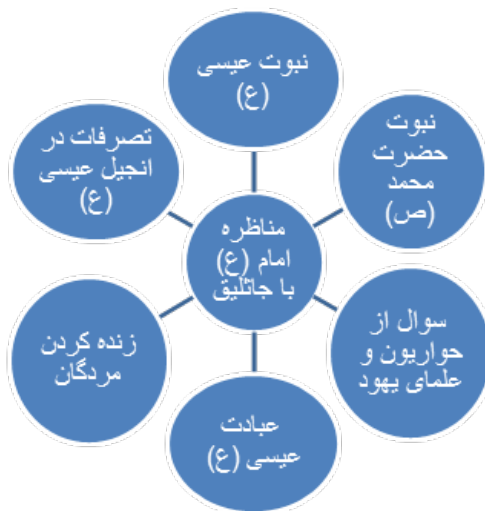 نبوت عیسی
(ع)
نبوت
حضرت
محمد
(ص)
سوال از
حواریون و
علمای یهود
عبادت
عیسی (ع)
زنده کردن
مردگان
تصرفات در
انجیل عیسی
(ع)
مناظره
امام (ع)
با جاثلیق